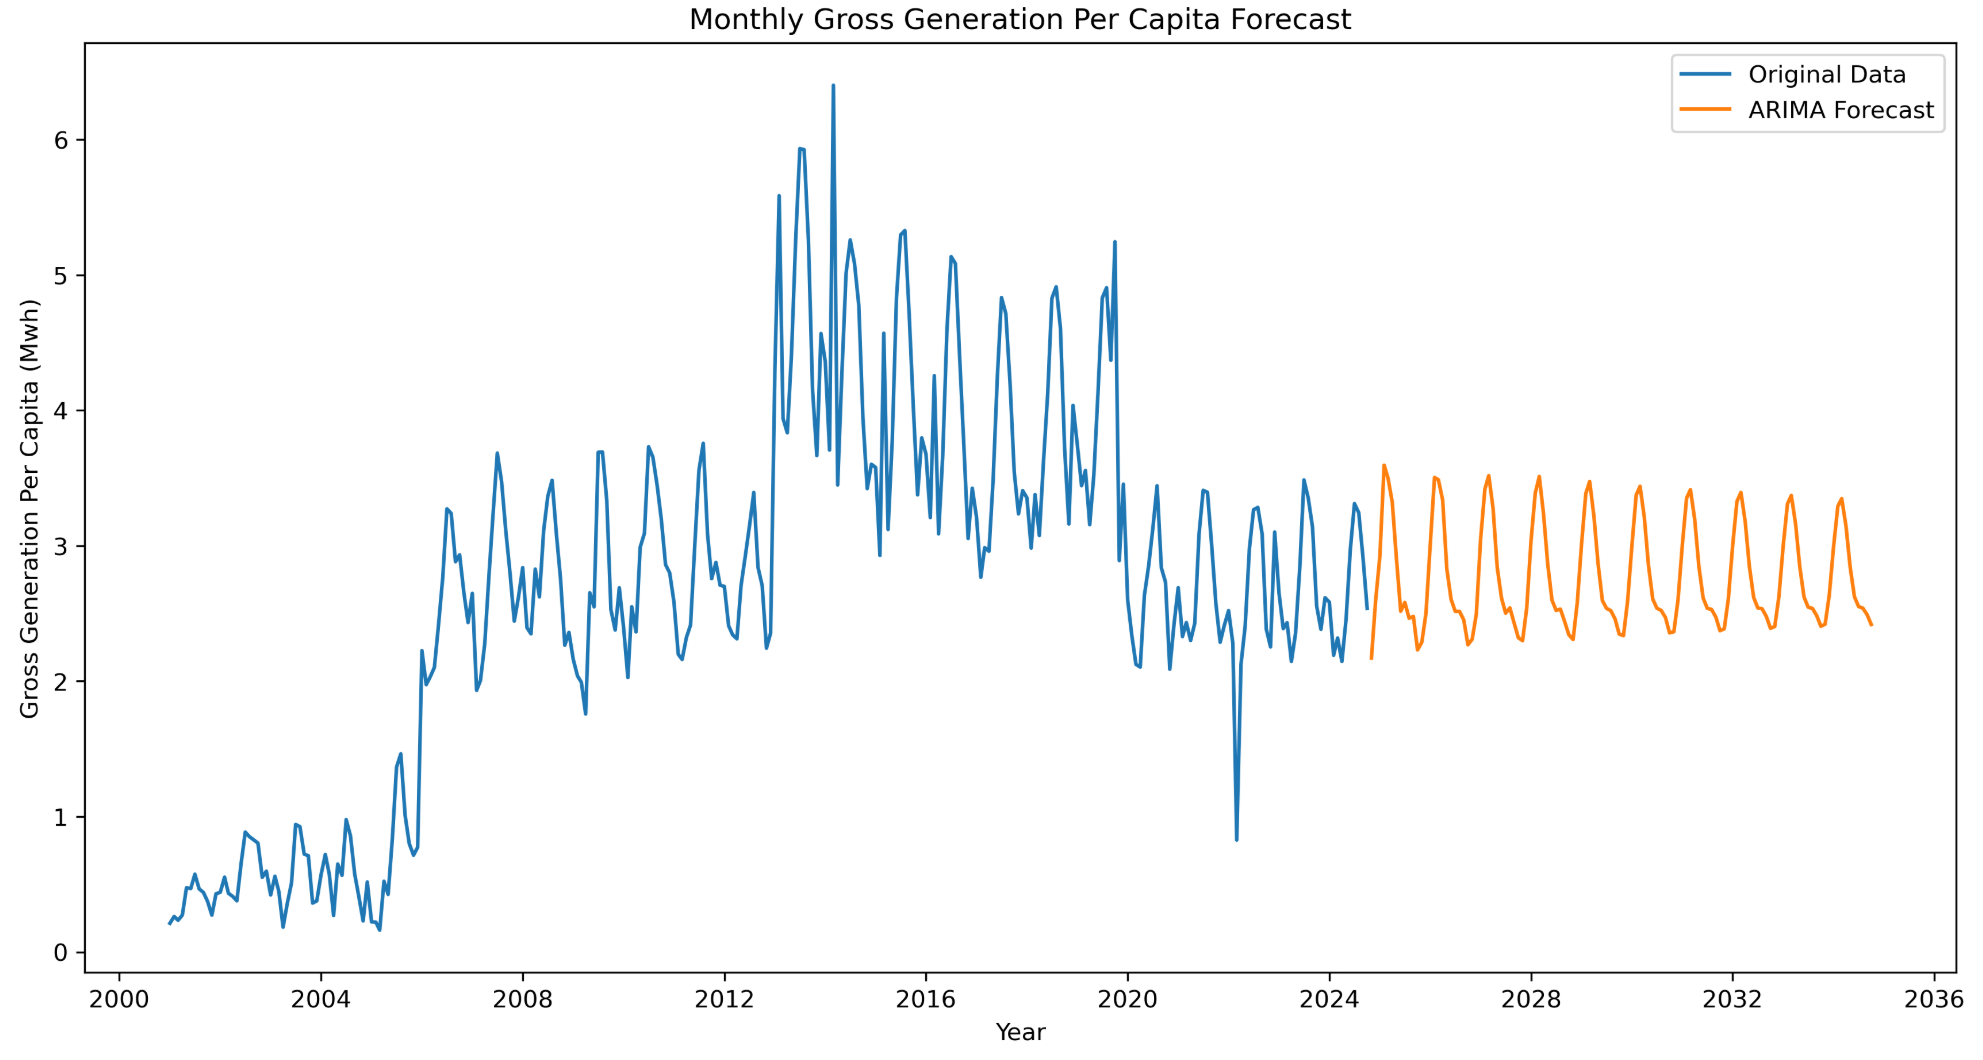 Monthly Gross Generation Per Capita Forecast
Original Data
ARIMA Forecast
Gross Generation Per Capita (Mwh)
6
5
4
3
2
1
0
2000 2004 2008 2012 2016 2020 2024 2028 2032 2036
Year